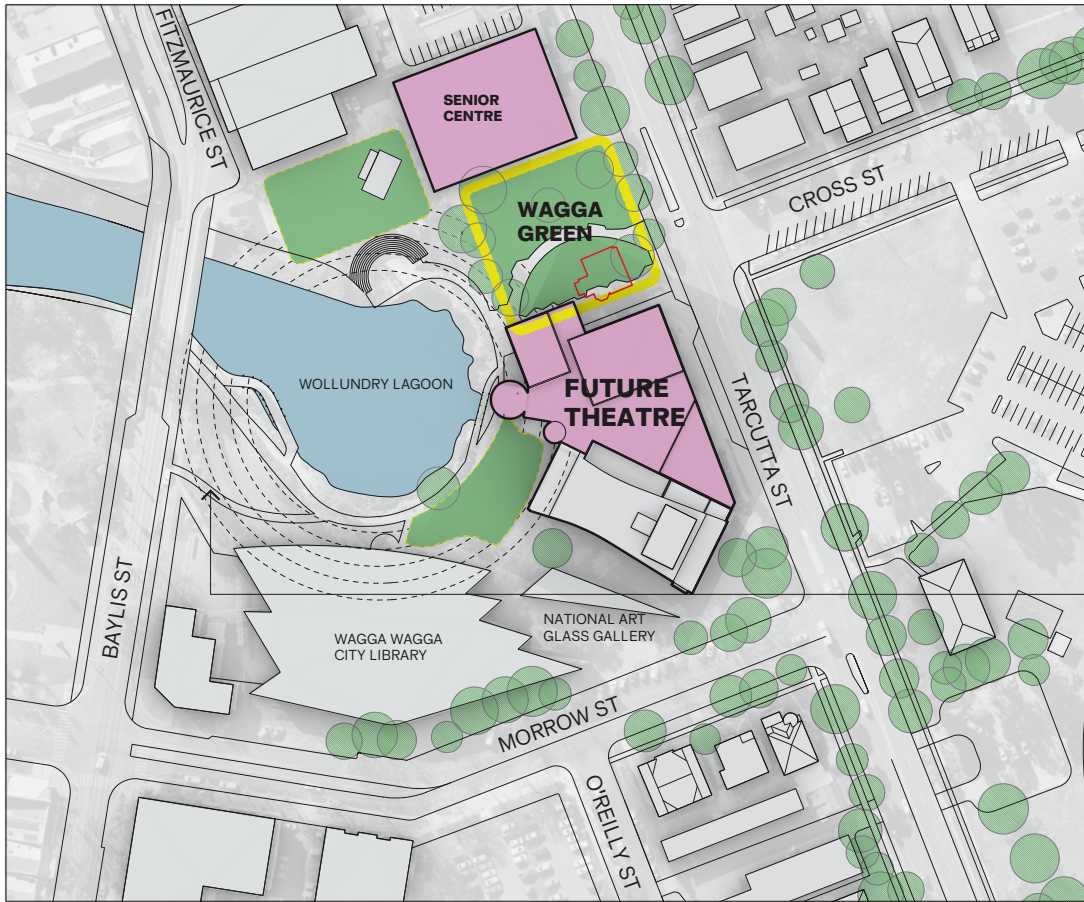 FITZMAURICE ST
SENIOR
CENTRE
WAGGA
GREEN
CROSS ST
WOLLUNDRY LAGOON
FUTURE
THEATRE
TARCUTTA ST
BAYLIS ST
WAGGA WAGGA
CITY LIBRARY
NATIONAL ART
GLASS GALLERY
MORROW ST
O'REILLY ST